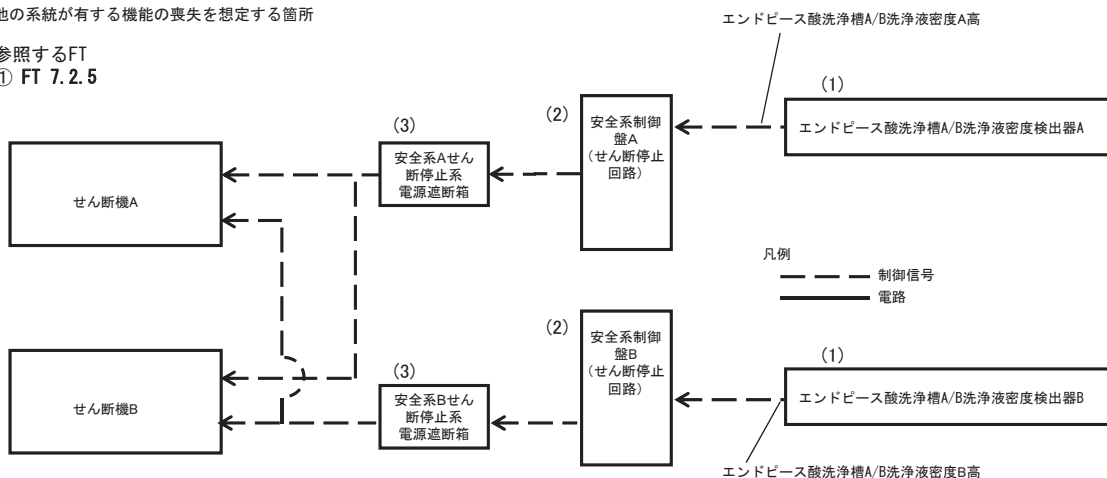 他の系統が有する機能の喪失を想定する箇所
参照するFT
① FT 7.2.5
エンドピース酸洗浄槽A/B洗浄液密度A高
(1)
エンドピース酸洗浄槽A/B洗浄液密度検出器A
(2)
安全系制御
盤A
(せん断停止
回路)
(3)
安全系Aせん
断停止系
電源遮断箱
せん断機A
凡例
制御信号
電路
(2)
安全系制御
盤B
(せん断停止
回路)
(1)
エンドピース酸洗浄槽A/B洗浄液密度検出器B
(3)
安全系Bせん
断停止系
電源遮断箱
せん断機B
エンドピース酸洗浄槽A/B洗浄液密度B高